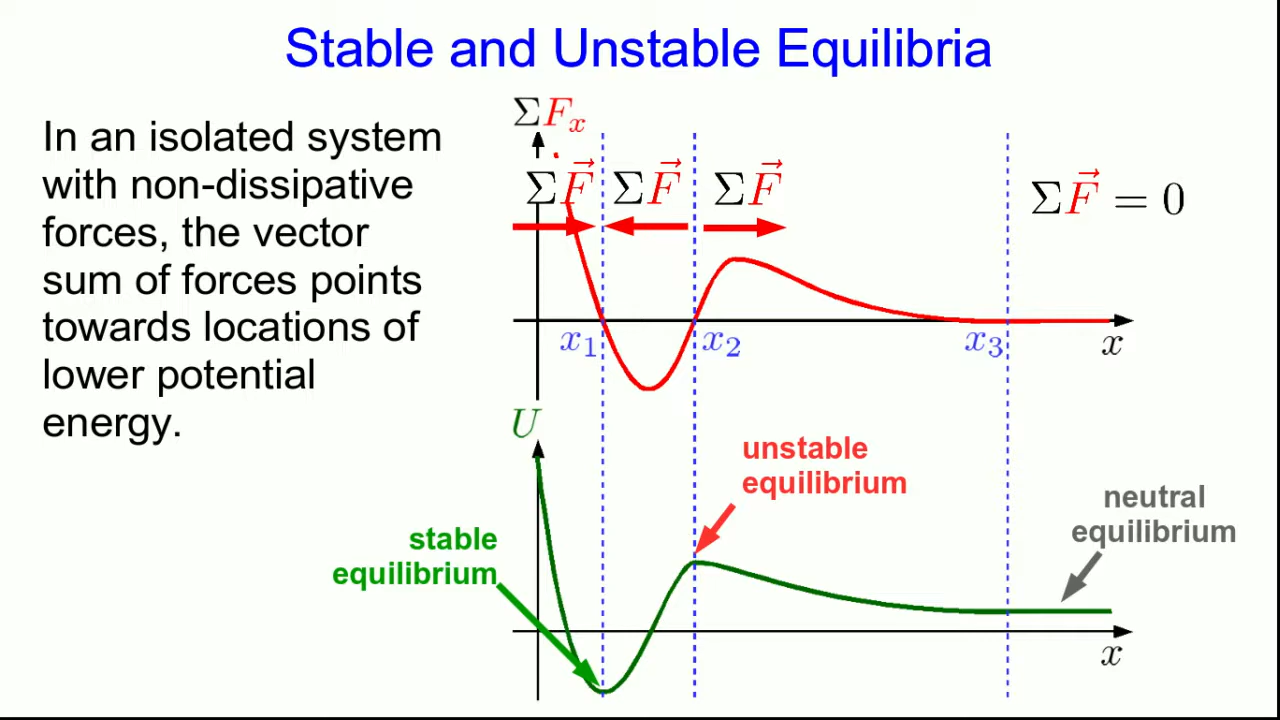 Stable and Unstable Equilibria
In an isolated system
with non-dissipative
forces, the vector
sum of forces points
towards locations of
lower potential
energy.
ΣFₓ
ΣF⃗ ΣF⃗ ΣF⃗ ΣF⃗ = 0
x₁ x₂ x₃ x
U
unstable
equilibrium
neutral
equilibrium
stable
equilibrium
x